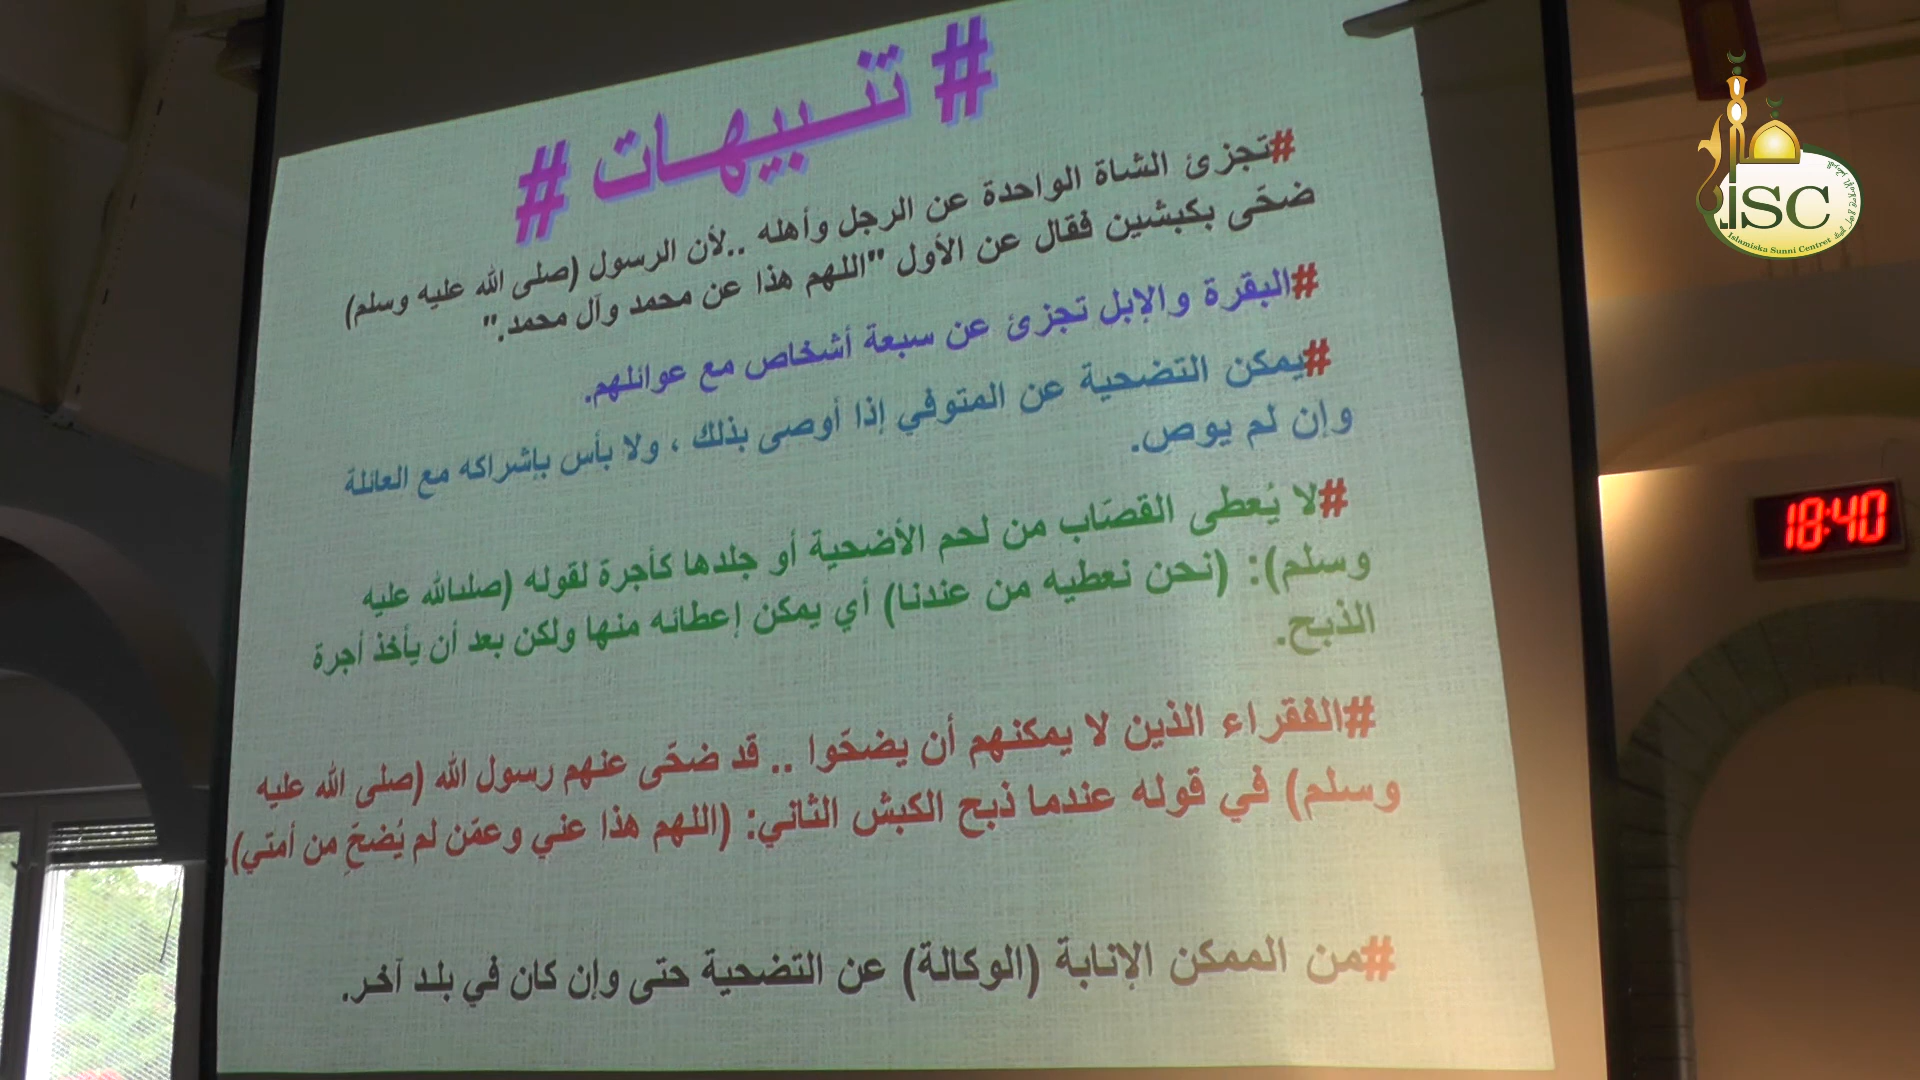 # تنبيهات #
#تجزئ الشاة الواحدة عن الرجل وأهله ..لأن الرسول (صلى الله عليه وسلم)
ضحّى بكبشين فقال عن الأول "اللهم هذا عن محمد وآل محمد."
#البقرة والإبل تجزئ عن سبعة أشخاص مع عوائلهم.
#يمكن التضحية عن المتوفي إذا أوصى بذلك ، ولا بأس بإشراكه مع العائلة
وإن لم يوص.
#لا يُعطى القصّاب من لحم الأضحية أو جلدها كأجرة لقوله (صلىالله عليه
وسلم): (نحن نعطيه من عندنا) أي يمكن إعطائه منها ولكن بعد أن يأخذ أجرة
الذبح.
#الفقراء الذين لا يمكنهم أن يضحّوا .. قد ضحّى عنهم رسول الله (صلى الله عليه
وسلم) في قوله عندما ذبح الكبش الثاني: (اللهم هذا عني وعمّن لم يُضحِّ من أمتي).
#من الممكن الإنابة (الوكالة) عن التضحية حتى وإن كان في بلد آخر.
ISC
Islamiska Sunni Centret
18:40